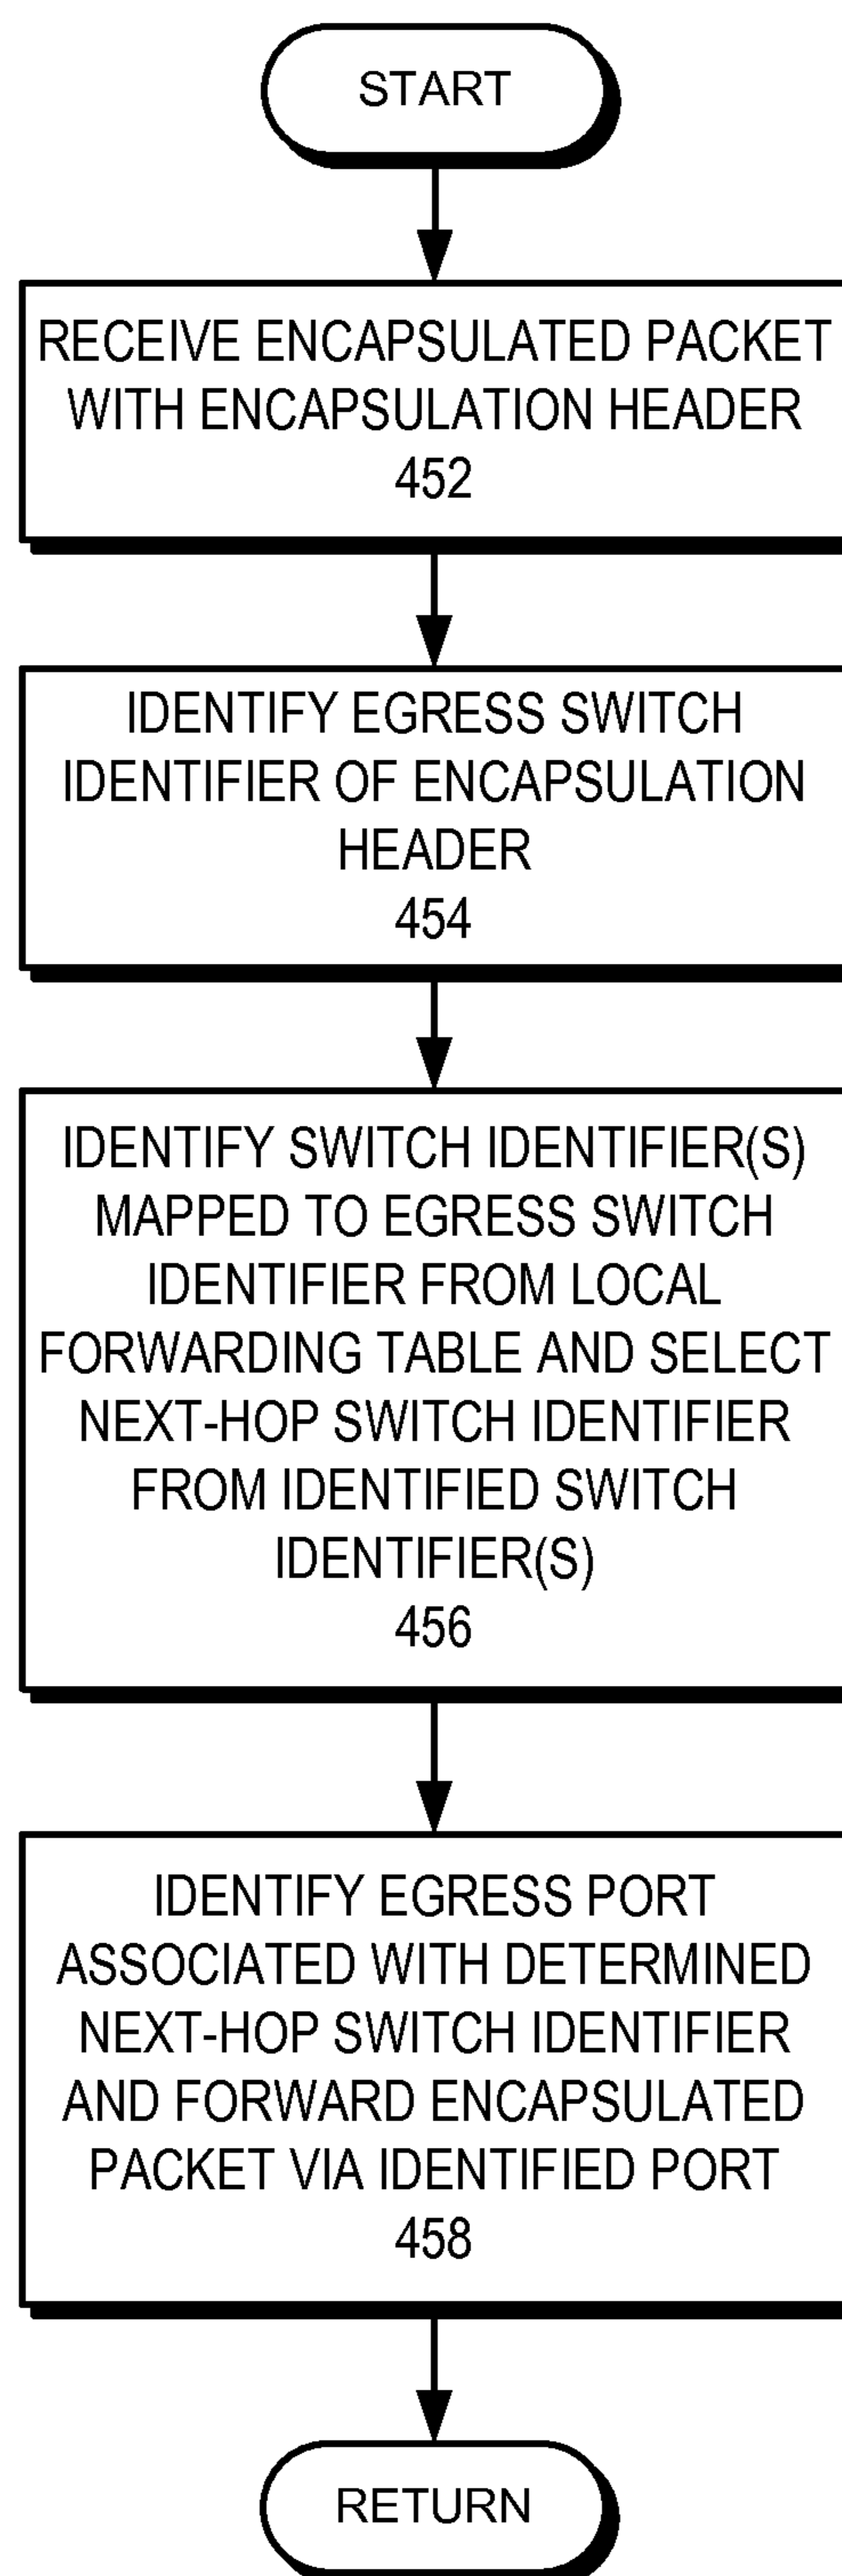 START
RECEIVE ENCAPSULATED PACKET
WITH ENCAPSULATION HEADER
452
IDENTIFY EGRESS SWITCH
IDENTIFIER OF ENCAPSULATION
HEADER
454
IDENTIFY SWITCH IDENTIFIER(S)
MAPPED TO EGRESS SWITCH
IDENTIFIER FROM LOCAL
FORWARDING TABLE AND SELECT
NEXT-HOP SWITCH IDENTIFIER
FROM IDENTIFIED SWITCH
IDENTIFIER(S)
456
IDENTIFY EGRESS PORT
ASSOCIATED WITH DETERMINED
NEXT-HOP SWITCH IDENTIFIER
AND FORWARD ENCAPSULATED
PACKET VIA IDENTIFIED PORT
458
RETURN